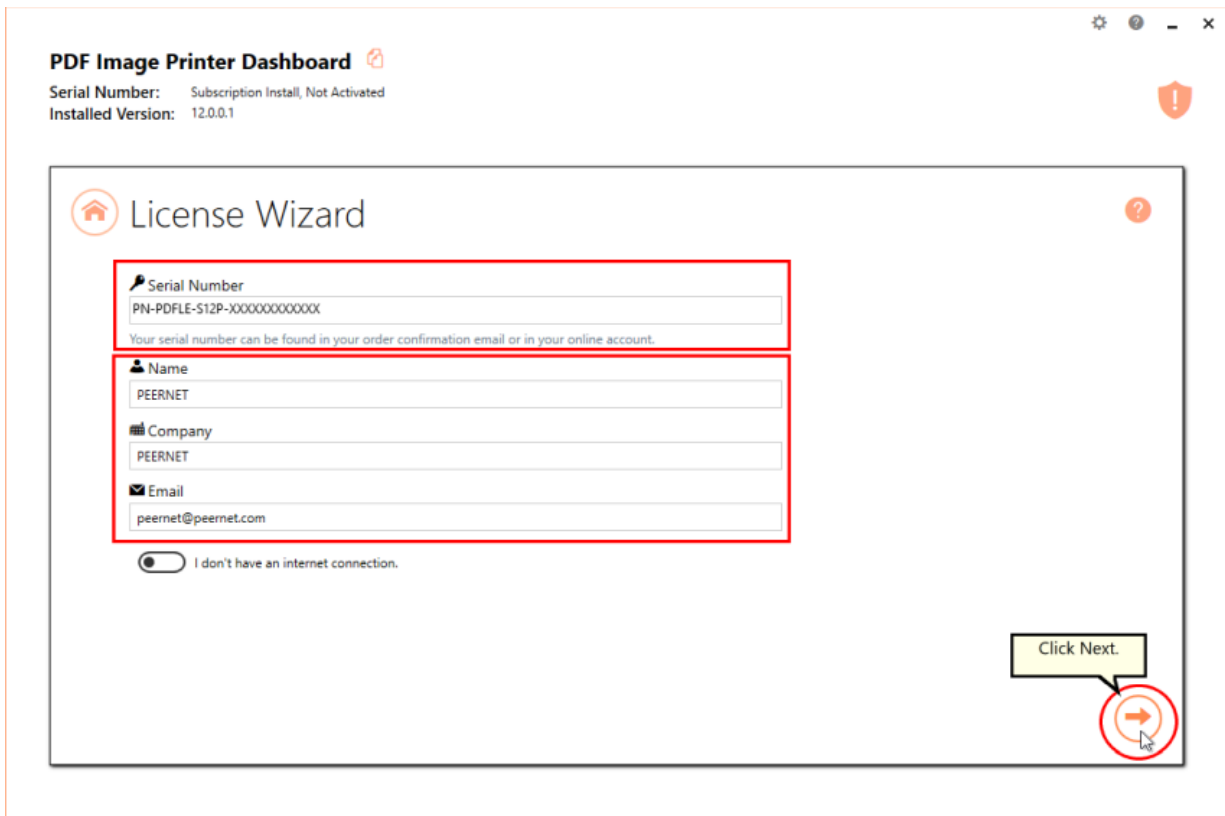 PDF Image Printer Dashboard
Serial Number: Subscription Install, Not Activated
Installed Version: 12.0.0.1
License Wizard
Serial Number
PN-PDFLE-S12P-XXXXXXXXXXXXX
Your serial number can be found in your order confirmation email or in your online account.
Name
PEERNET
Company
PEERNET
Email
peernet@peernet.com
I don't have an internet connection.
Click Next.